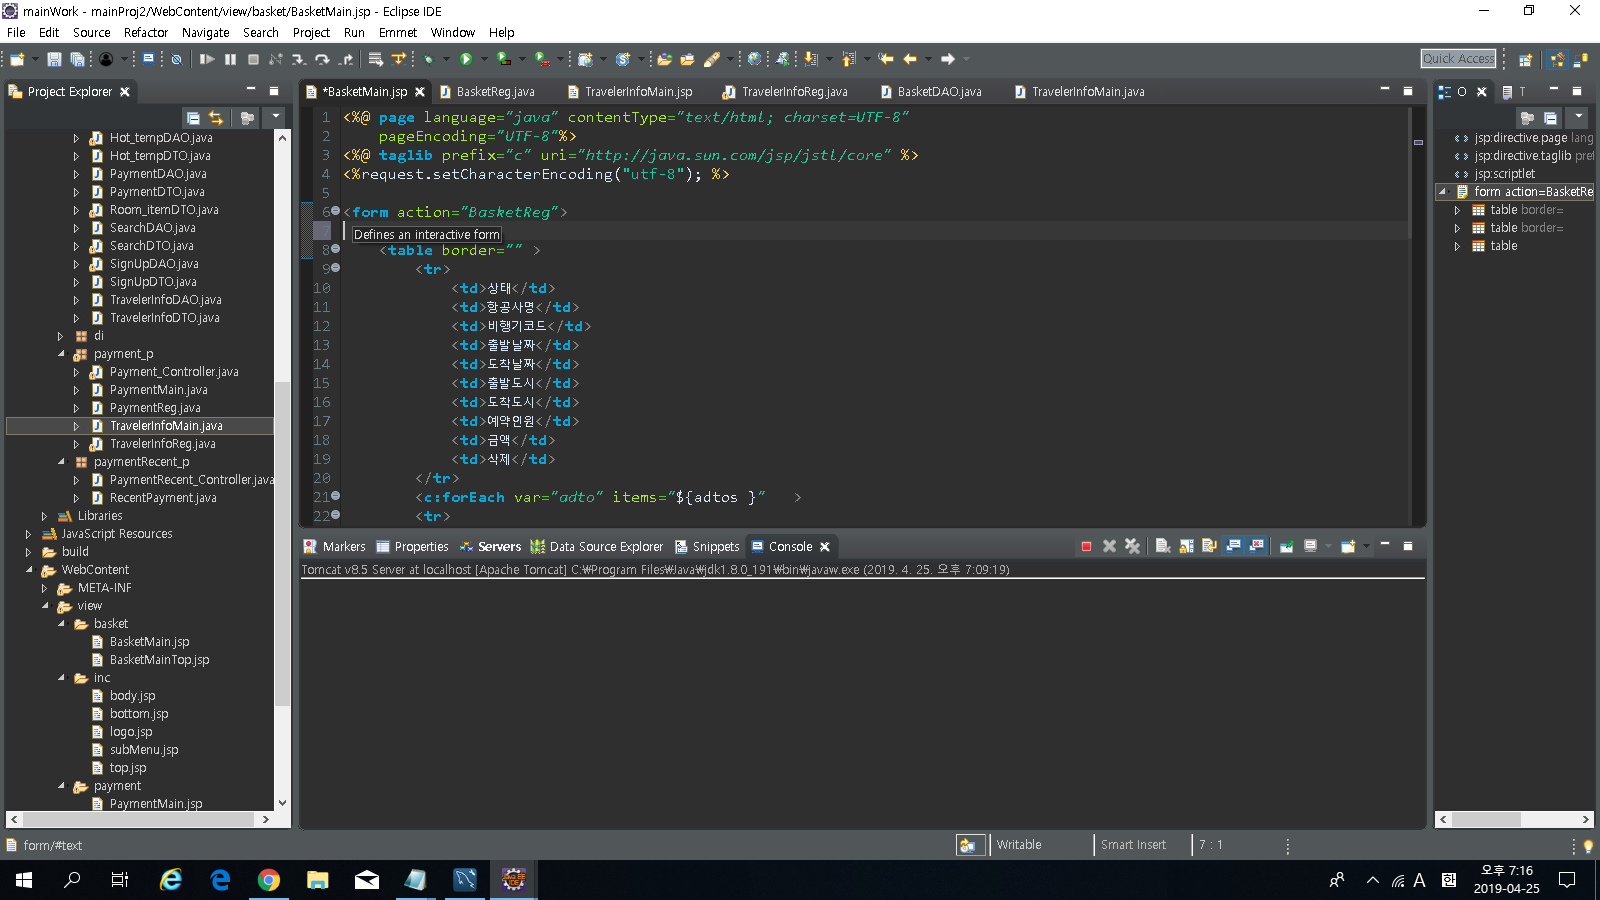 mainWork - mainProj2/WebContent/view/basket/BasketMain.jsp - Eclipse IDE
File Edit Source Refactor Navigate Search Project Run Emmet Window Help
Quick Access
Project Explorer
Hot_tempDAO.java
Hot_tempDTO.java
PaymentDAO.java
PaymentDTO.java
Room_itemDTO.java
SearchDAO.java
SearchDTO.java
SignUpDAO.java
SignUpDTO.java
TravelerInfoDAO.java
TravelerInfoDTO.java
di
payment_p
Payment_Controller.java
PaymentMain.java
PaymentReg.java
TravelerInfoMain.java
TravelerInfoReg.java
paymentRecent_p
PaymentRecent_Controller.java
RecentPayment.java
Libraries
JavaScript Resources
build
WebContent
META-INF
view
basket
BasketMain.jsp
BasketMainTop.jsp
inc
body.jsp
bottom.jsp
logo.jsp
subMenu.jsp
top.jsp
payment
PaymentMain.jsp
*BasketMain.jsp BasketReg.java TravelerInfoMain.jsp TravelerInfoReg.java BasketDAO.java TravelerInfoMain.java
1 <%@ page language="java" contentType="text/html; charset=UTF-8"
2 pageEncoding="UTF-8"%>
3 <%@ taglib prefix="c" uri="http://java.sun.com/jsp/jstl/core" %>
4 <%request.setCharacterEncoding("utf-8"); %>
5
6 <form action="BasketReg">
7
Defines an interactive form
8 <table border="" >
9 <tr>
10 <td>상태</td>
11 <td>항공사명</td>
12 <td>비행기코드</td>
13 <td>출발날짜</td>
14 <td>도착날짜</td>
15 <td>출발도시</td>
16 <td>도착도시</td>
17 <td>예약인원</td>
18 <td>금액</td>
19 <td>삭제</td>
20 </tr>
21 <c:forEach var="adto" items="${adtos }" >
22 <tr>
O T
jsp:directive.page lang
jsp:directive.taglib pref
jsp:scriptlet
form action=BasketRe
table border=
table border=
table
Markers Properties Servers Data Source Explorer Snippets Console
Tomcat v8.5 Server at localhost [Apache Tomcat] C:₩Program Files₩Java₩jdk1.8.0_191₩bin₩javaw.exe (2019. 4. 25. 오후 7:09:19)
form/#text
Writable Smart Insert 7 : 1
A 한
오후 7:16
2019-04-25